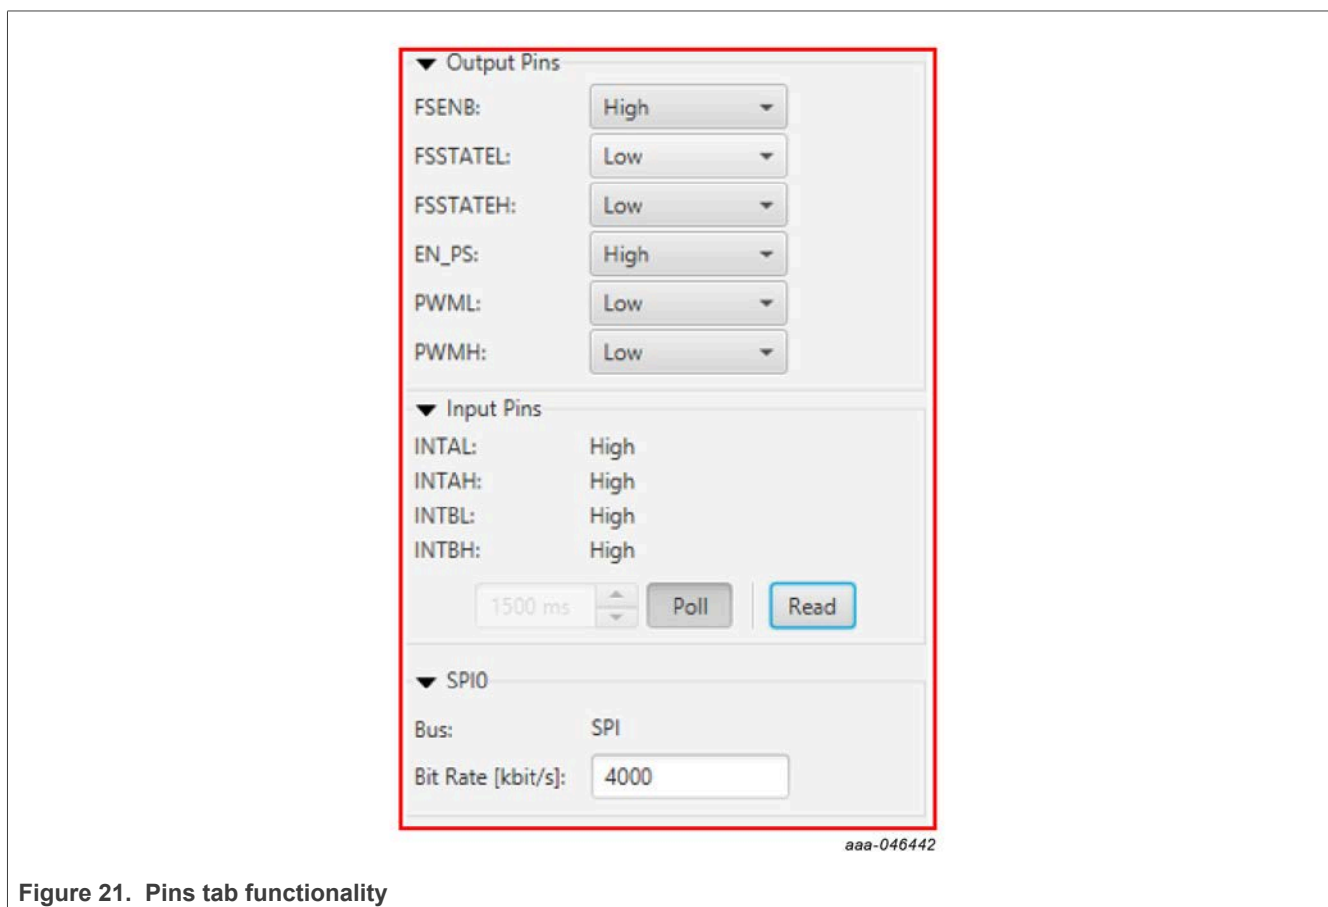 Output Pins
FSENB: High
FSSTATEL: Low
FSSTATEH: Low
EN_PS: High
PWML: Low
PWMH: Low
Input Pins
INTAL: High
INTAH: High
INTBL: High
INTBH: High
1500 ms Poll Read
SPI0
Bus: SPI
Bit Rate [kbit/s]: 4000
aaa-046442
Figure 21. Pins tab functionality